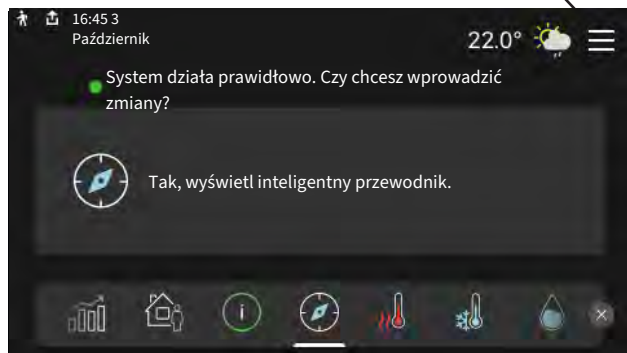 16:45 3
Październik
22.0°
System działa prawidłowo. Czy chcesz wprowadzić
zmiany?
Tak, wyświetl inteligentny przewodnik.
i